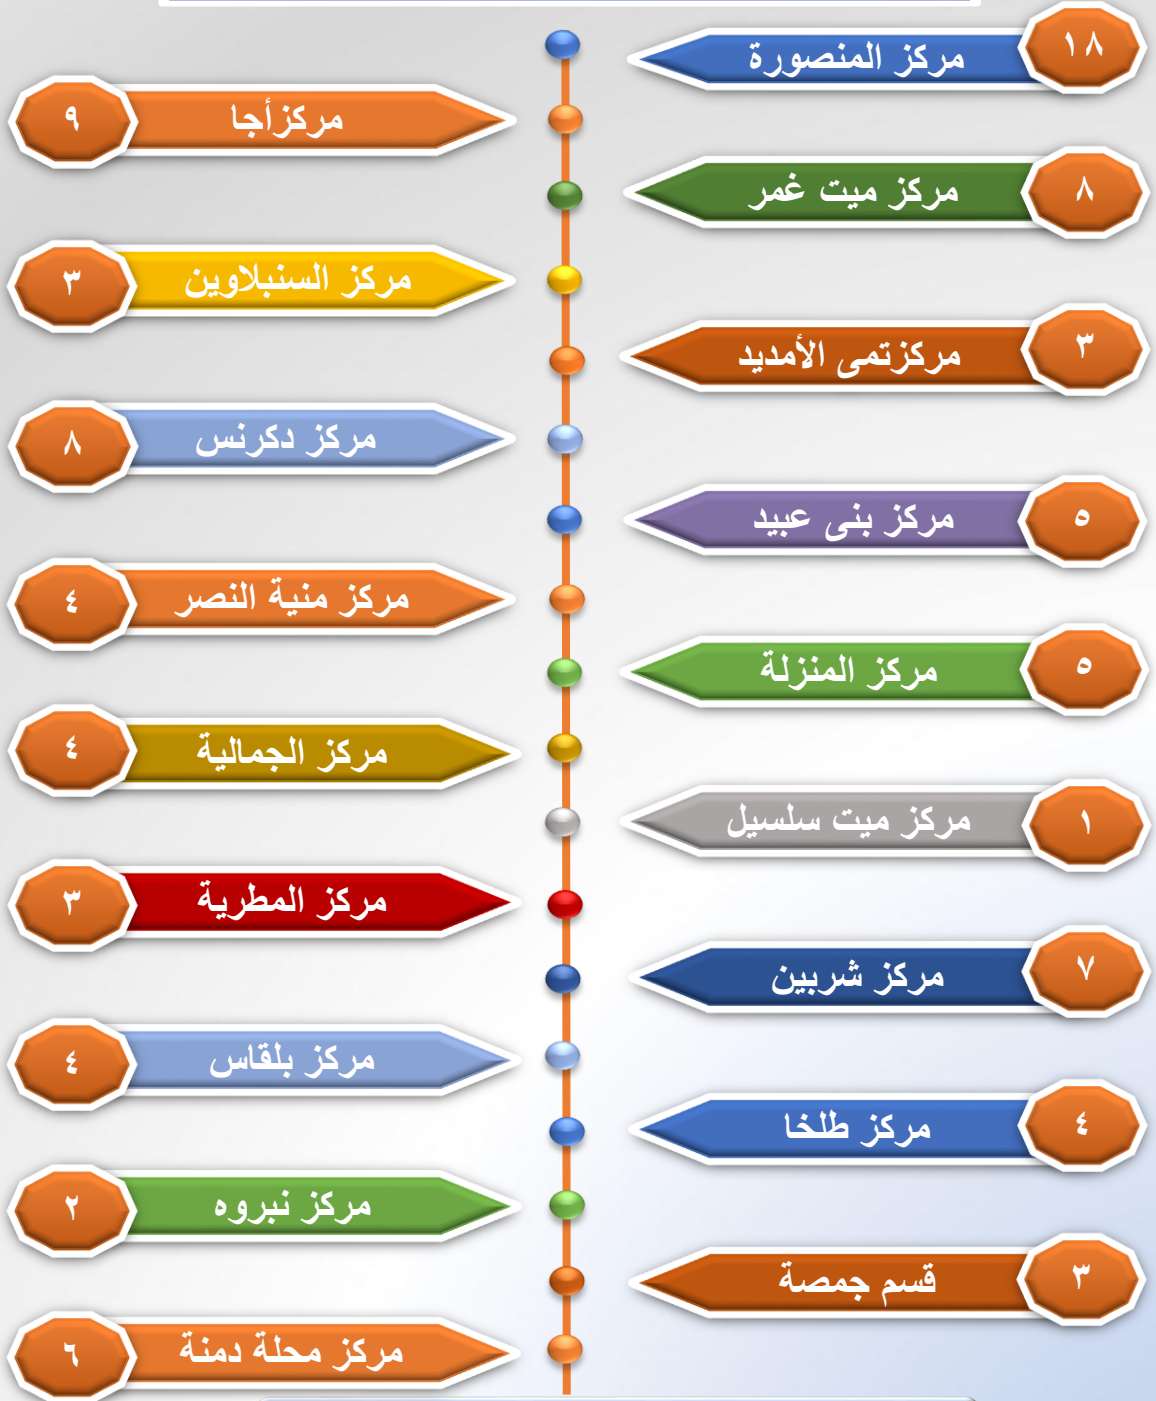 ١٨
مركز المنصورة
مركزأجا
٩
٨
مركز ميت غمر
مركز السنبلاوين
٣
٣
مركزتمى الأمديد
مركز دكرنس
٨
٥
مركز بنى عبيد
مركز منية النصر
٤
٥
مركز المنزلة
مركز الجمالية
٤
١
مركز ميت سلسيل
مركز المطرية
٣
٧
مركز شربين
مركز بلقاس
٤
٤
مركز طلخا
مركز نبروه
٢
٣
قسم جمصة
مركز محلة دمنة
٦